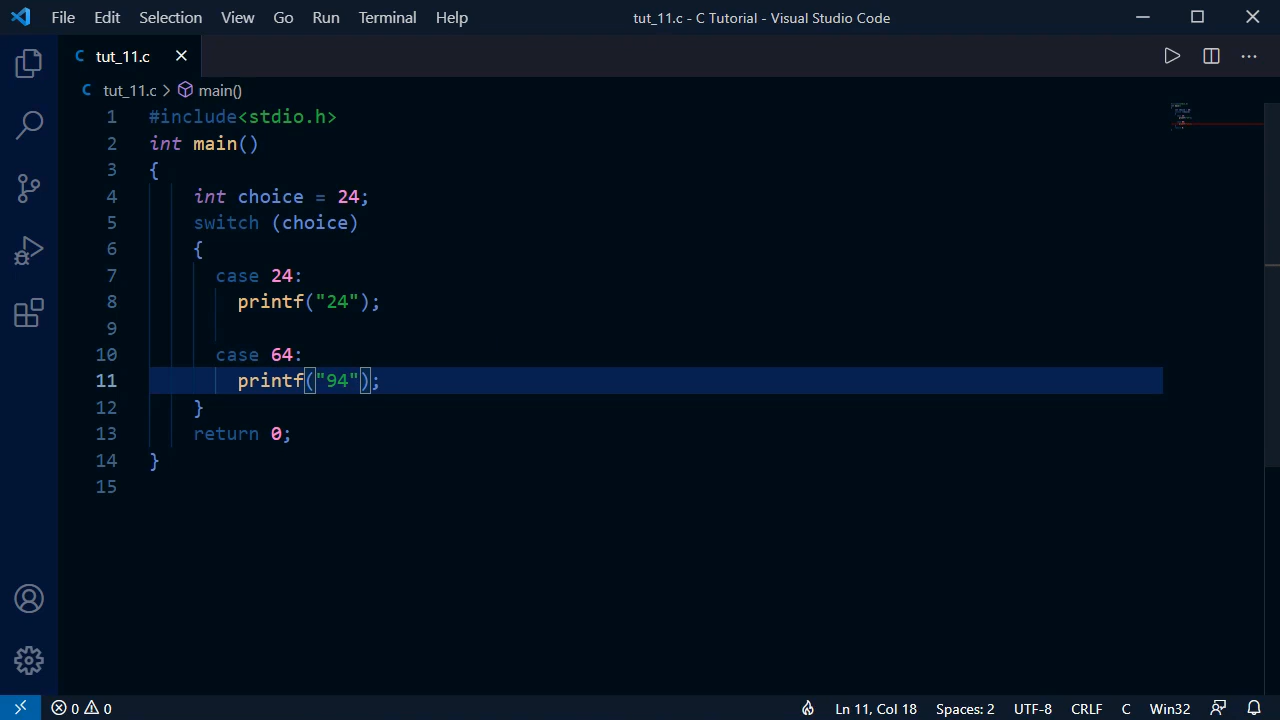 File Edit Selection View Go Run Terminal Help tut_11.c - C Tutorial - Visual Studio Code
C tut_11.c
C tut_11.c > main()
1 #include<stdio.h>
2 int main()
3 {
4 int choice = 24;
5 switch (choice)
6 {
7 case 24:
8 printf("24");
9
10 case 64:
11 printf("94");
12 }
13 return 0;
14 }
15
0 0 Ln 11, Col 18 Spaces: 2 UTF-8 CRLF C Win32